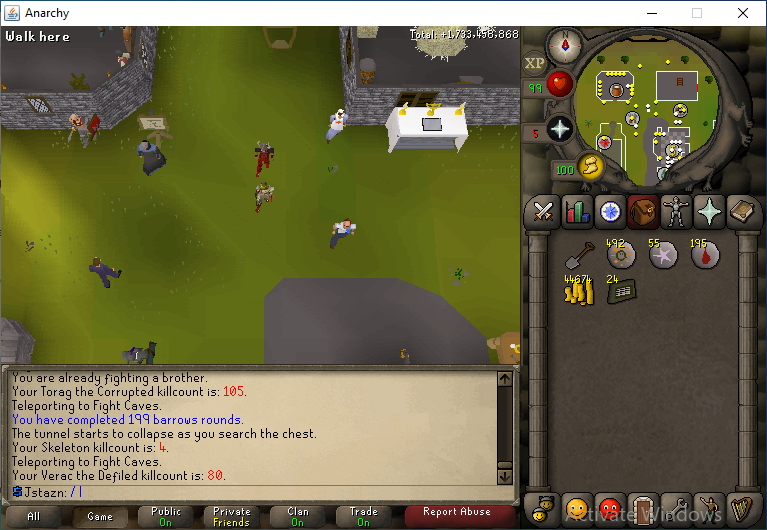 Anarchy
Walk here
Total: +1,733,458,868
XP
N
99
5
100
492
55
195
44674
24
You are already fighting a brother.
Your Torag the Corrupted killcount is: 105.
Teleporting to Fight Caves.
You have completed 199 barrows rounds.
The tunnel starts to collapse as you search the chest.
Your Skeleton killcount is: 4.
Teleporting to Fight Caves.
Your Verac the Defiled killcount is: 80.
Jstazn: /
All
Game
Public
On
Private
Friends
Clan
On
Trade
On
Report Abuse
Activate Windows